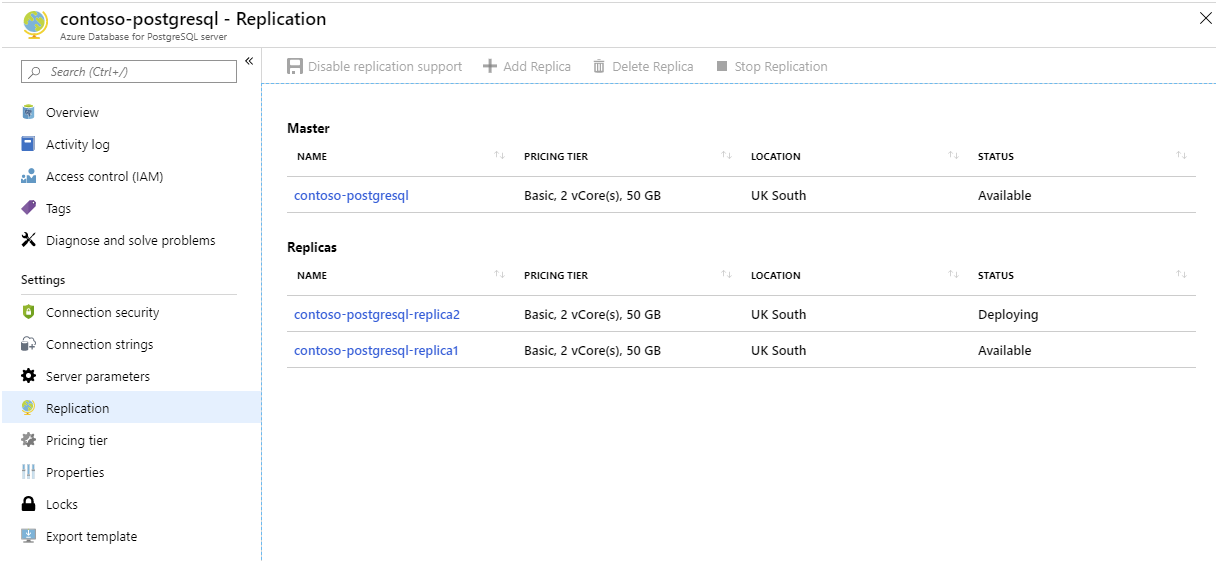 contoso-postgresql - Replication
Azure Database for PostgreSQL server
Search (Ctrl+/)
Overview
Activity log
Access control (IAM)
Tags
Diagnose and solve problems
Settings
Connection security
Connection strings
Server parameters
Replication
Pricing tier
Properties
Locks
Export template
Disable replication support Add Replica Delete Replica Stop Replication
Master
NAME PRICING TIER LOCATION STATUS
contoso-postgresql Basic, 2 vCore(s), 50 GB UK South Available
Replicas
NAME PRICING TIER LOCATION STATUS
contoso-postgresql-replica2 Basic, 2 vCore(s), 50 GB UK South Deploying
contoso-postgresql-replica1 Basic, 2 vCore(s), 50 GB UK South Available